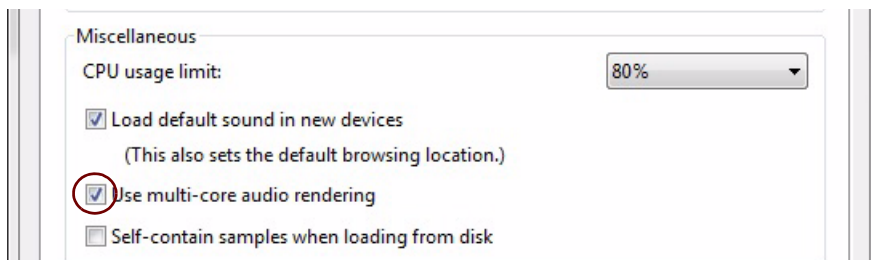 Miscellaneous
CPU usage limit: 80%
Load default sound in new devices
(This also sets the default browsing location.)
Use multi-core audio rendering
Self-contain samples when loading from disk